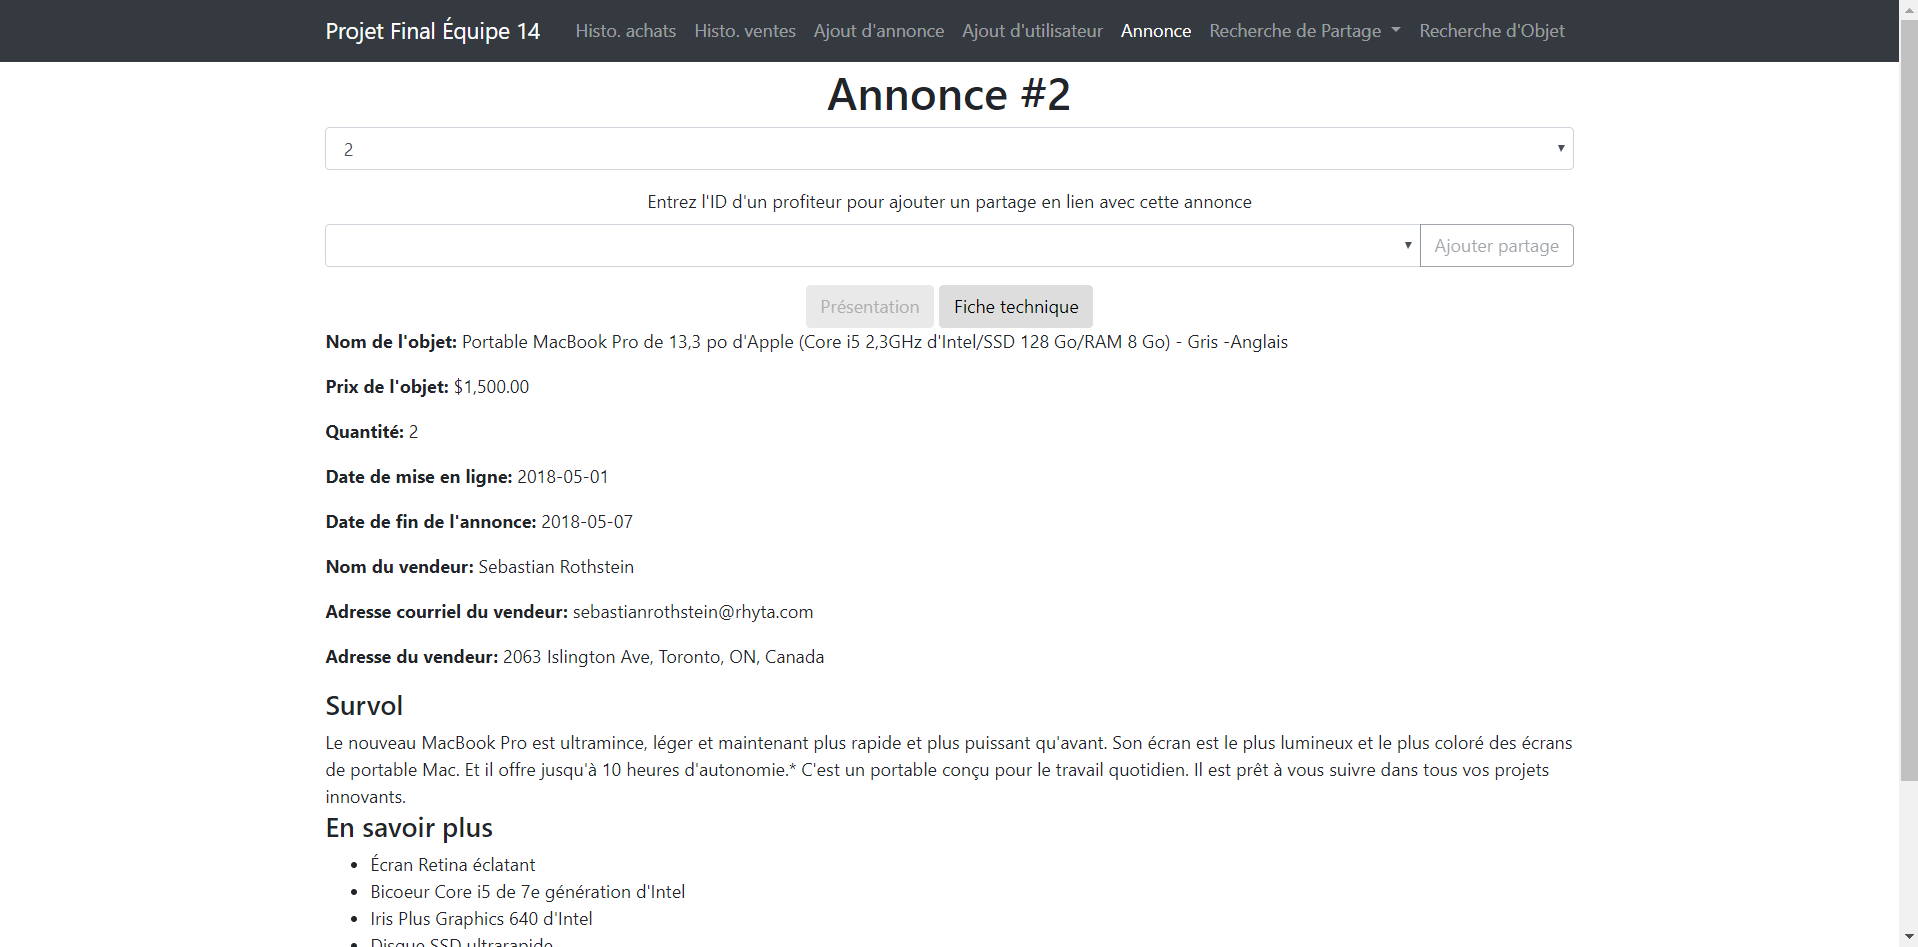 Projet Final Équipe 14 Histo. achats Histo. ventes Ajout d'annonce Ajout d'utilisateur Annonce Recherche de Partage Recherche d'Objet
Annonce #2
2
Entrez l'ID d'un profiteur pour ajouter un partage en lien avec cette annonce
Ajouter partage
Présentation Fiche technique
Nom de l'objet: Portable MacBook Pro de 13,3 po d'Apple (Core i5 2,3GHz d'Intel/SSD 128 Go/RAM 8 Go) - Gris -Anglais
Prix de l'objet: $1,500.00
Quantité: 2
Date de mise en ligne: 2018-05-01
Date de fin de l'annonce: 2018-05-07
Nom du vendeur: Sebastian Rothstein
Adresse courriel du vendeur: sebastianrothstein@rhyta.com
Adresse du vendeur: 2063 Islington Ave, Toronto, ON, Canada
Survol
Le nouveau MacBook Pro est ultramince, léger et maintenant plus rapide et plus puissant qu'avant. Son écran est le plus lumineux et le plus coloré des écrans
de portable Mac. Et il offre jusqu'à 10 heures d'autonomie.* C'est un portable conçu pour le travail quotidien. Il est prêt à vous suivre dans tous vos projets
innovants.
En savoir plus
• Écran Retina éclatant
• Bicoeur Core i5 de 7e génération d'Intel
• Iris Plus Graphics 640 d'Intel
• Disque SSD ultrarapide